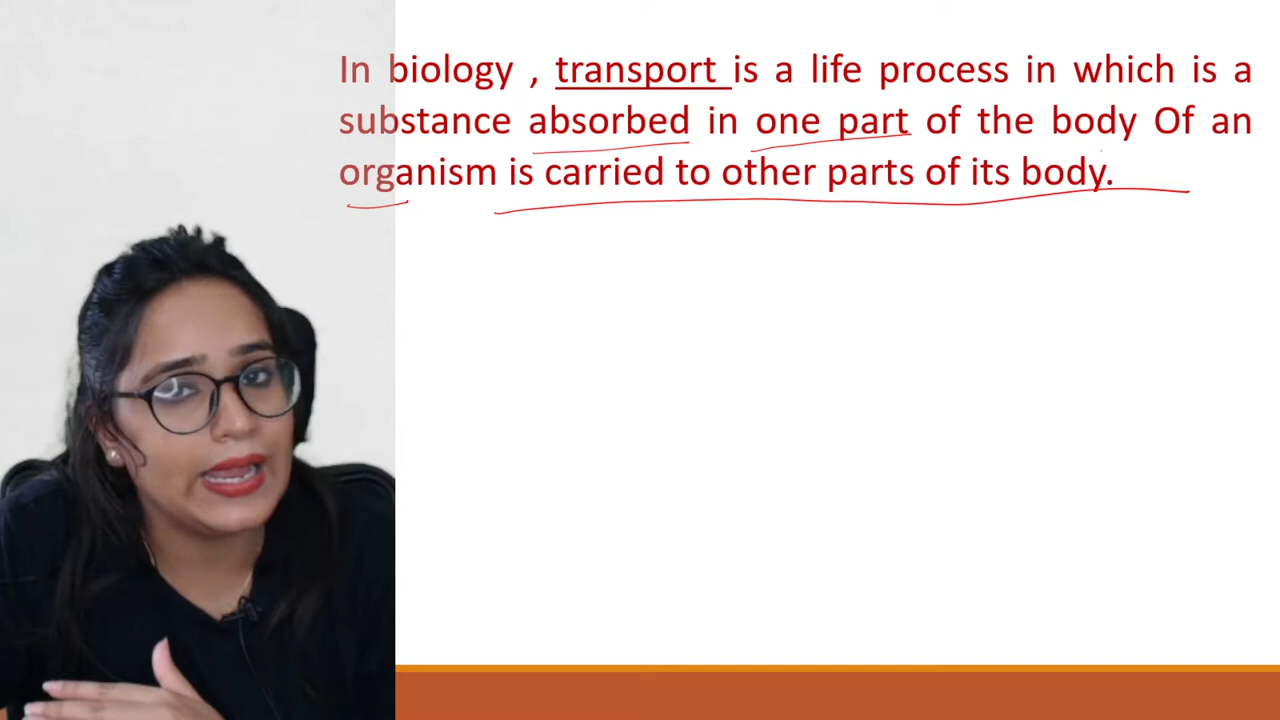 In biology , transport is a life process in which is a
substance absorbed in one part of the body Of an
organism is carried to other parts of its body.